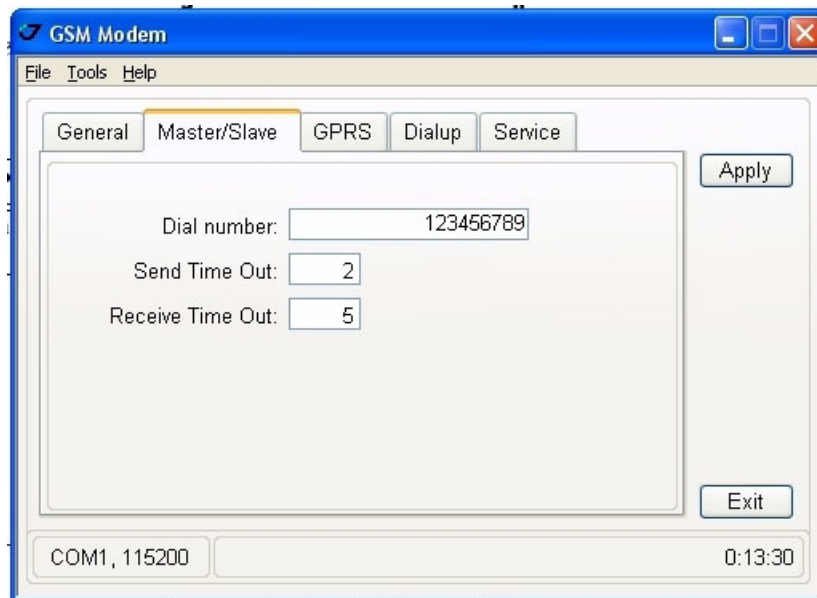 GSM Modem
File Tools Help
General Master/Slave GPRS Dialup Service
Apply
Dial number: 123456789
Send Time Out: 2
Receive Time Out: 5
Exit
COM1, 115200 0:13:30